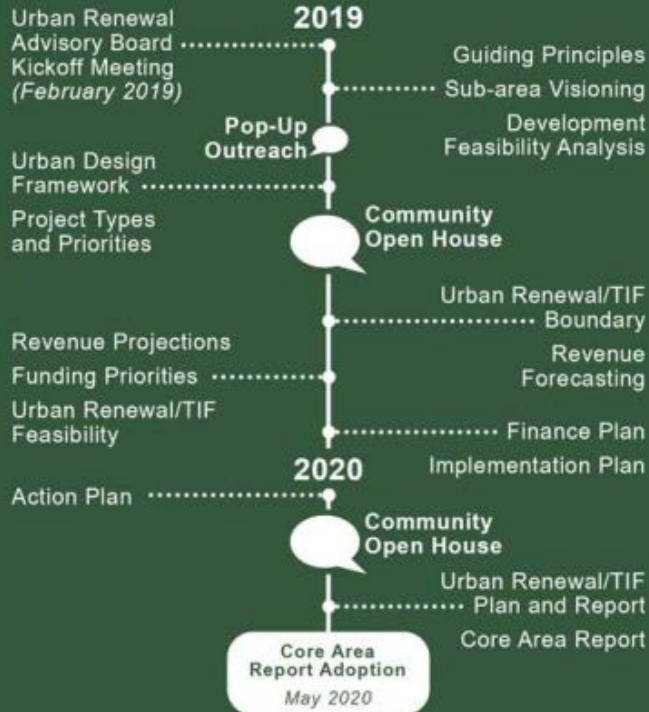 2019
Urban Renewal
Advisory Board
Kickoff Meeting
(February 2019)
Guiding Principles
Sub-area Visioning
Development
Feasibility Analysis
Pop-Up
Outreach
Urban Design
Framework
Project Types
and Priorities
Community
Open House
Urban Renewal/TIF
Boundary
Revenue
Forecasting
Revenue Projections
Funding Priorities
Urban Renewal/TIF
Feasibility
Finance Plan
Implementation Plan
2020
Action Plan
Community
Open House
Urban Renewal/TIF
Plan and Report
Core Area Report
Core Area
Report Adoption
May 2020